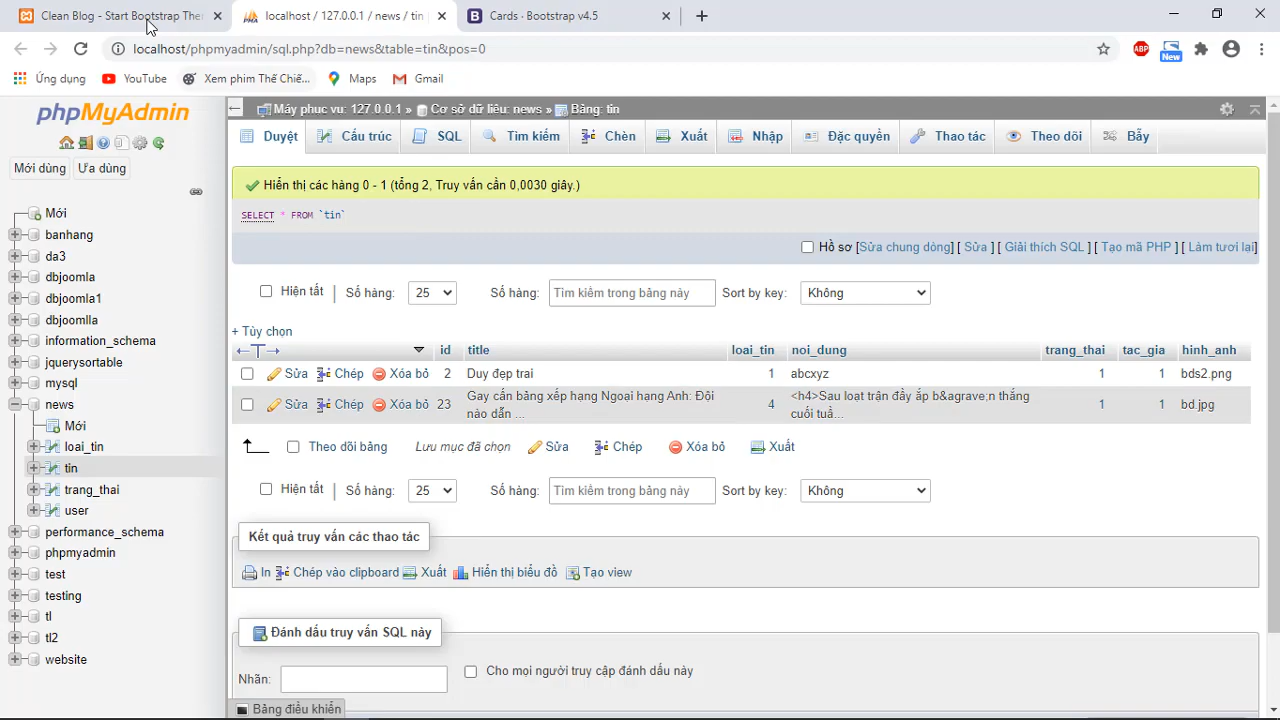 Clean Blog - Start Bootstrap The
localhost / 127.0.0.1 / news / tin
Cards · Bootstrap v4.5
localhost/phpmyadmin/sql.php?db=news&table=tin&pos=0
ABP
New
Ứng dụng
YouTube
Xem phim Thế Chiế...
Maps
Gmail
phpMyAdmin
Mới dùng
Ưa dùng
Mới
banhang
da3
dbjoomla
dbjoomla1
dbjoomlla
information_schema
jquerysortable
mysql
news
Mới
loai_tin
tin
trang_thai
user
performance_schema
phpmyadmin
test
testing
tl
tl2
website
Máy phục vụ: 127.0.0.1 » Cơ sở dữ liệu: news » Bảng: tin
Duyệt
Cấu trúc
SQL
Tìm kiếm
Chèn
Xuất
Nhập
Đặc quyền
Thao tác
Theo dõi
Bẫy
Hiển thị các hàng 0 - 1 (tổng 2, Truy vấn cần 0,0030 giây.)
SELECT * FROM `tin`
Hồ sơ [Sửa chung dòng] [ Sửa ] [ Giải thích SQL ] [ Tạo mã PHP ] [ Làm tươi lại]
Hiện tất | Số hàng: 25 Số hàng: Tìm kiếm trong bảng này Sort by key: Không
+ Tùy chọn
id title loai_tin noi_dung trang_thai tac_gia hinh_anh
Sửa Chép Xóa bỏ 2 Duy đẹp trai 1 abcxyz 1 1 bds2.png
Sửa Chép Xóa bỏ 23 Gay cấn bảng xếp hạng Ngoại hạng Anh: Đội nào dẫn ... 4 <h4>Sau loạt trận đầy ắp b&agrave;n thắng cuối tuầ... 1 1 bd.jpg
Theo dõi bảng Lưu mục đã chọn Sửa Chép Xóa bỏ Xuất
Hiện tất | Số hàng: 25 Số hàng: Tìm kiếm trong bảng này Sort by key: Không
Kết quả truy vấn các thao tác
In Chép vào clipboard Xuất Hiển thị biểu đồ Tạo view
Đánh dấu truy vấn SQL này
Nhãn:
Cho mọi người truy cập đánh dấu này
Bảng điều khiển